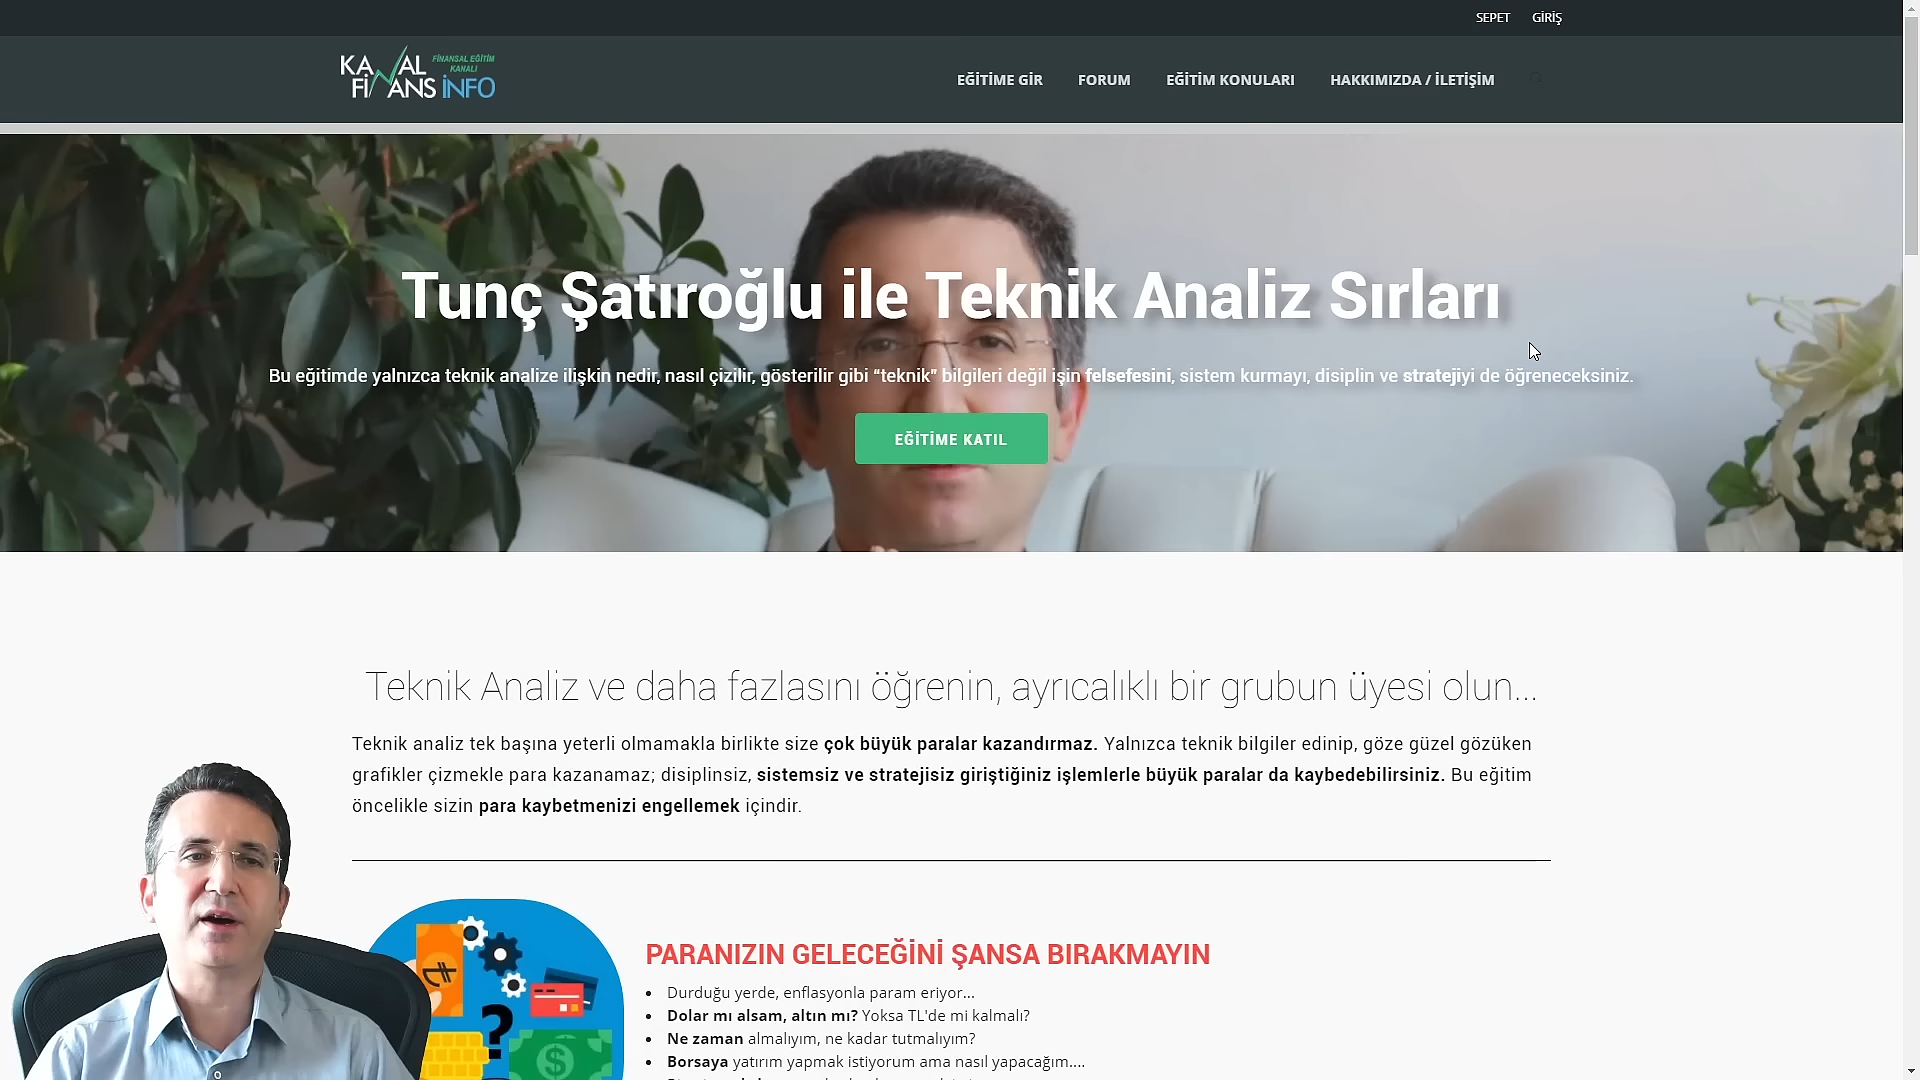 SEPET GİRİŞ
KANAL FİNANS İNFO
FİNANSAL EĞİTİM KANALI
EĞİTİME GİR FORUM EĞİTİM KONULARI HAKKIMIZDA / İLETİŞİM
Tunç Şatıroğlu ile Teknik Analiz Sırları
Bu eğitimde yalnızca teknik analize ilişkin nedir, nasıl çizilir, gösterilir gibi “teknik” bilgileri değil işin felsefesini, sistem kurmayı, disiplin ve stratejiyi de öğreneceksiniz.
EĞİTİME KATIL
Teknik Analiz ve daha fazlasını öğrenin, ayrıcalıklı bir grubun üyesi olun...
Teknik analiz tek başına yeterli olmamakla birlikte size çok büyük paralar kazandırmaz. Yalnızca teknik bilgiler edinip, göze güzel gözüken
grafikler çizmekle para kazanamaz; disiplinsiz, sistemsiz ve stratejisiz giriştiğiniz işlemlerle büyük paralar da kaybedebilirsiniz. Bu eğitim
öncelikle sizin para kaybetmenizi engellemek içindir.
PARANIZIN GELECEĞİNİ ŞANSA BIRAKMAYIN
Durduğu yerde, enflasyonla param eriyor...
Dolar mı alsam, altın mı? Yoksa TL'de mi kalmalı?
Ne zaman almalıyım, ne kadar tutmalıyım?
Borsaya yatırım yapmak istiyorum ama nasıl yapacağım....